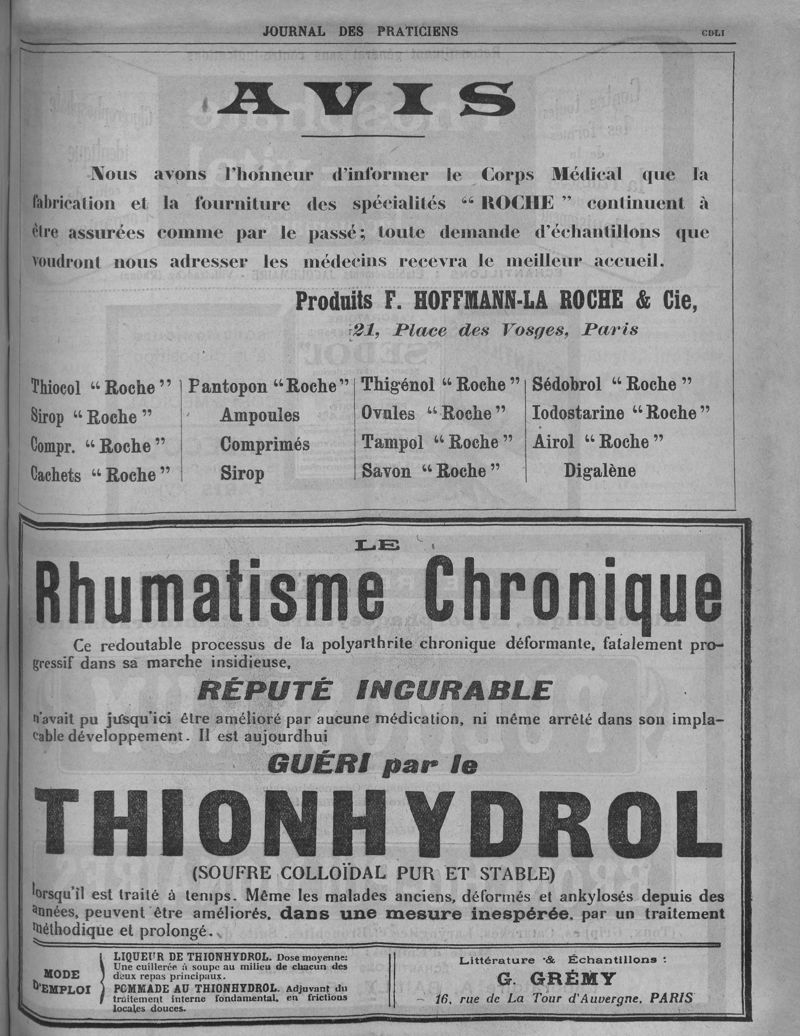 JOURNAL DES PRATICIENS CDLI
AVIS
Nous avons l'honneur d'informer le Corps Médical que la
fabrication et la fourniture des spécialités “ ROCHE ” continuent à
être assurées comme par le passé; toute demande d'échantillons que
voudront nous adresser les médecins recevra le meilleur accueil.
Produits F. HOFFMANN-LA ROCHE & Cie,
21, Place des Vosges, Paris
Thiocol “ Roche ”
Sirop “ Roche ”
Compr. “ Roche ”
Cachets “ Roche ”
Pantopon “ Roche ”
Ampoules
Comprimés
Sirop
Thigénol “ Roche ”
Ovules “ Roche ”
Tampol “ Roche ”
Savon “ Roche ”
Sédobrol “ Roche ”
Iodostarine “ Roche ”
Airol “ Roche ”
Digalène
LE
Rhumatisme Chronique
Ce redoutable processus de la polyarthrite chronique déformante, fatalement pro-
gressif dans sa marche insidieuse,
RÉPUTÉ INCURABLE
n'avait pu jusqu'ici être amélioré par aucune médication, ni même arrêté dans son impla-
cable développement. Il est aujourdhui
GUÉRI par le
THIONHYDROL
(SOUFRE COLLOÏDAL PUR ET STABLE)
lorsqu'il est traité à temps. Même les malades anciens, déformés et ankylosés depuis des
années, peuvent être améliorés, dans une mesure inespérée, par un traitement
méthodique et prolongé.
MODE
D'EMPLOI
LIQUEUR DE THIONHYDROL. Dose moyenne:
Une cuillerée à soupe au milieu de chacun des
deux repas principaux.
POMMADE AU THIONHYDROL. Adjuvant du
traitement interne fondamental, en frictions
locales douces.
Littérature & Échantillons :
G. GRÉMY
16, rue de La Tour d'Auvergne, PARIS